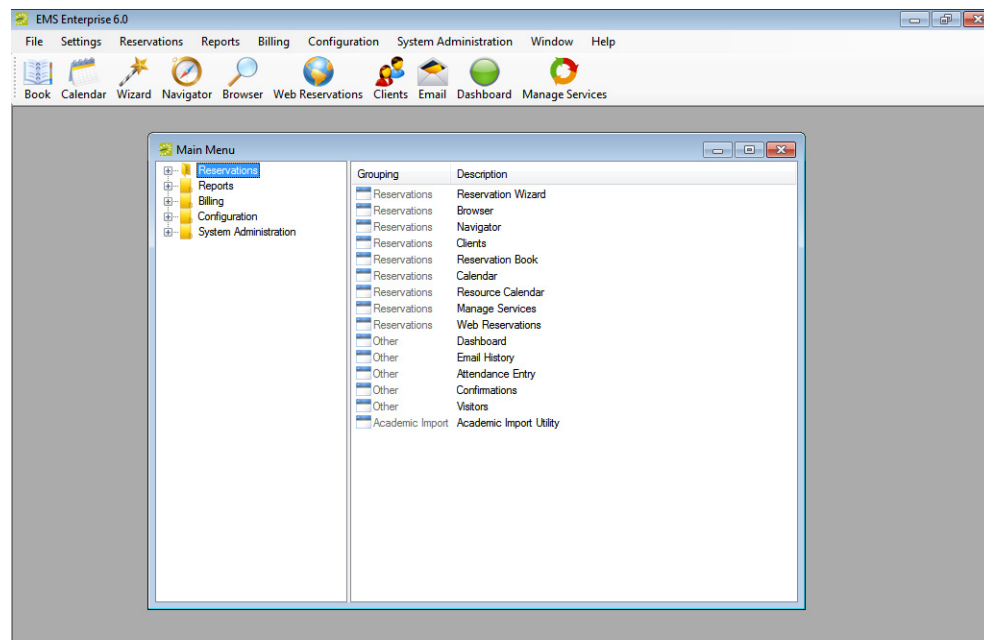 EMS Enterprise 6.0
File Settings Reservations Reports Billing Configuration System Administration Window Help
Book Calendar Wizard Navigator Browser Web Reservations Clients Email Dashboard Manage Services
Main Menu
Reservations
Reports
Billing
Configuration
System Administration
Grouping Description
Reservations Reservation Wizard
Reservations Browser
Reservations Navigator
Reservations Clients
Reservations Reservation Book
Reservations Calendar
Reservations Resource Calendar
Reservations Manage Services
Reservations Web Reservations
Other Dashboard
Other Email History
Other Attendance Entry
Other Confirmations
Other Visitors
Academic Import Academic Import Utility